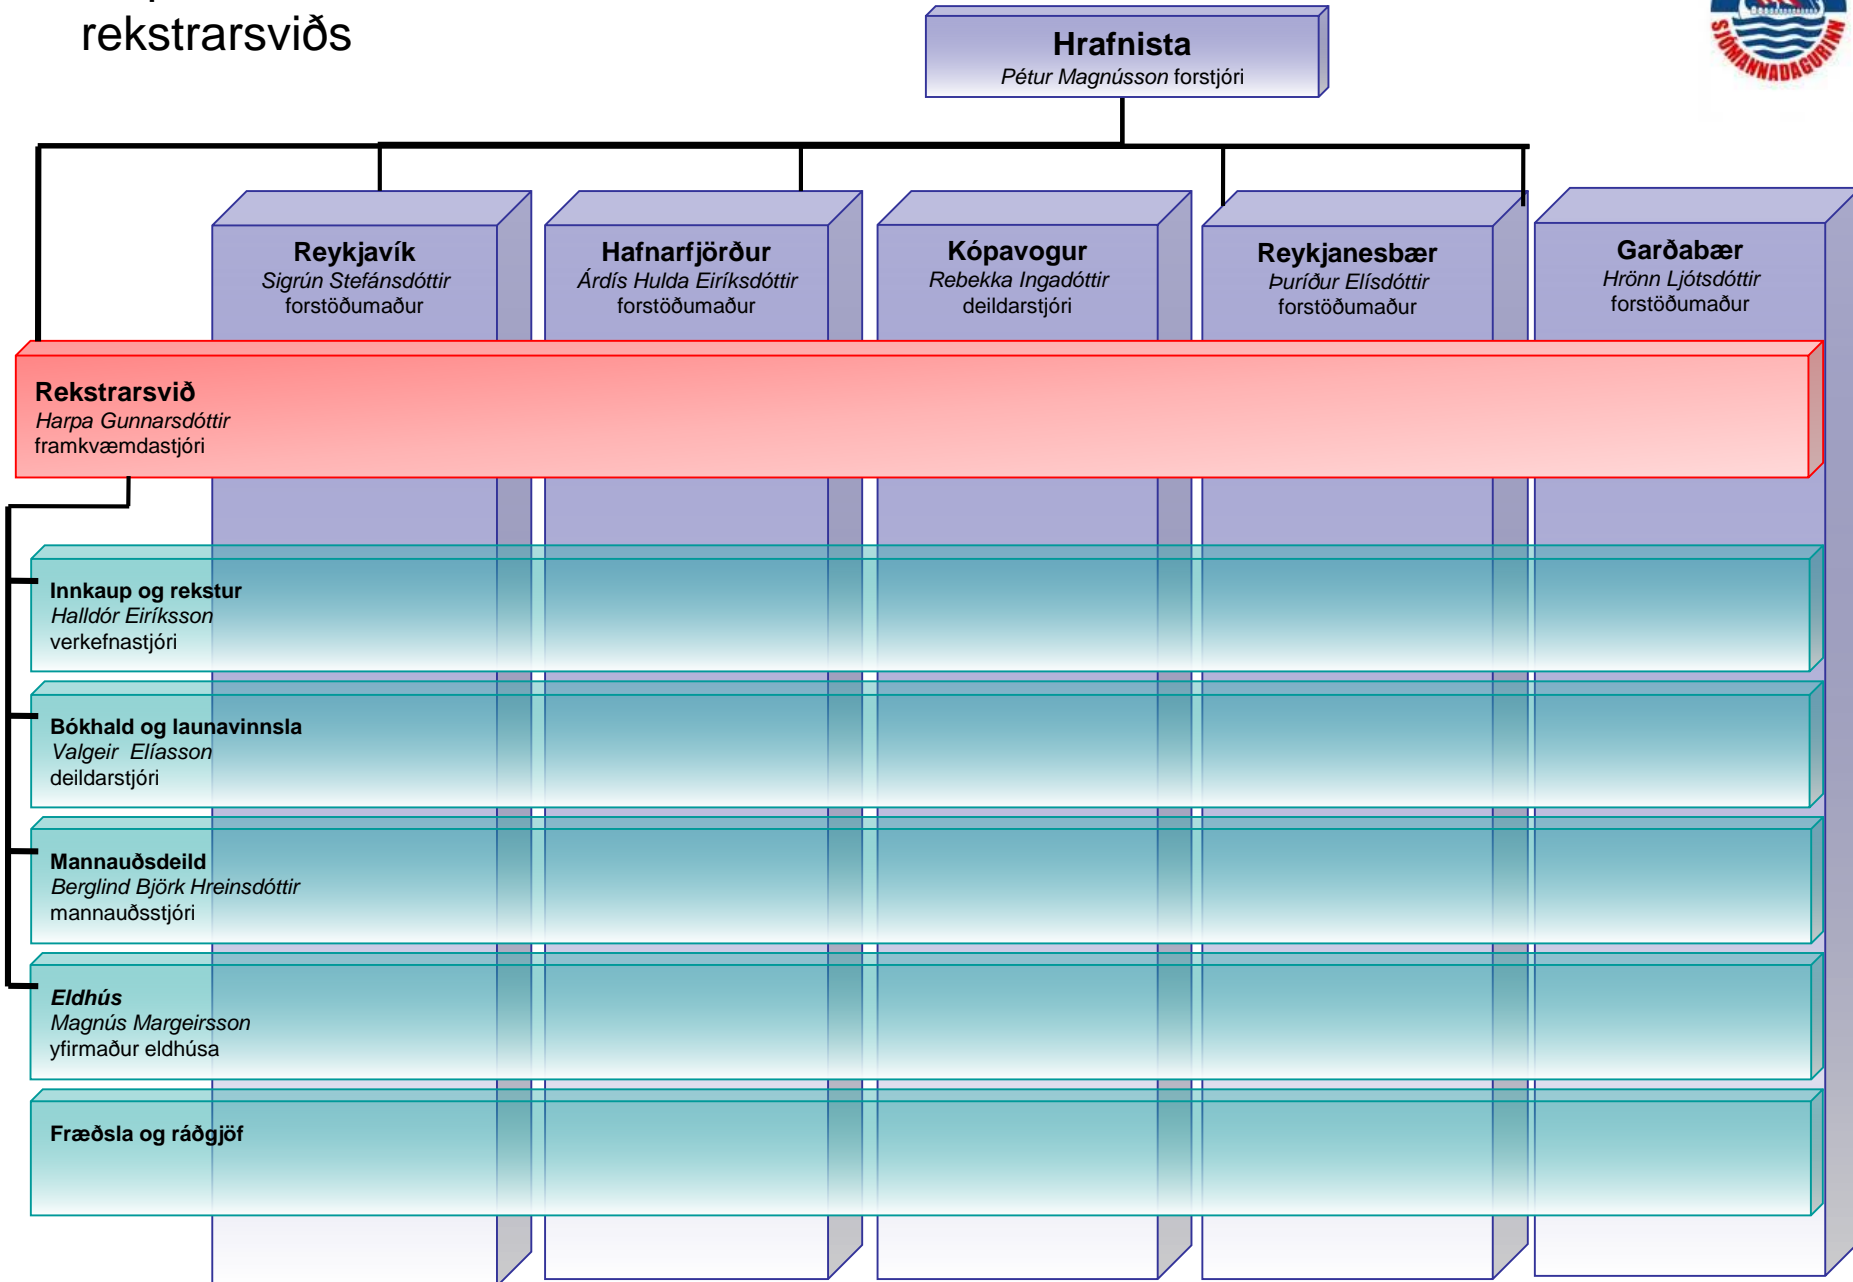 rekstrarsviðs
SJÓMANNADAGURINN
Hrafnista
Pétur Magnússon forstjóri
Reykjavík
Sigrún Stefánsdóttir
forstöðumaður
Hafnarfjörður
Árdís Hulda Eiríksdóttir
forstöðumaður
Kópavogur
Rebekka Ingadóttir
deildarstjóri
Reykjanesbær
Þuríður Elísdóttir
forstöðumaður
Garðabær
Hrönn Ljótsdóttir
forstöðumaður
Rekstrarsvið
Harpa Gunnarsdóttir
framkvæmdastjóri
Innkaup og rekstur
Halldór Eiríksson
verkefnastjóri
Bókhald og launavinnsla
Valgeir Elíasson
deildarstjóri
Mannauðsdeild
Berglind Björk Hreinsdóttir
mannauðsstjóri
Eldhús
Magnús Margeirsson
yfirmaður eldhúsa
Fræðsla og ráðgjöf